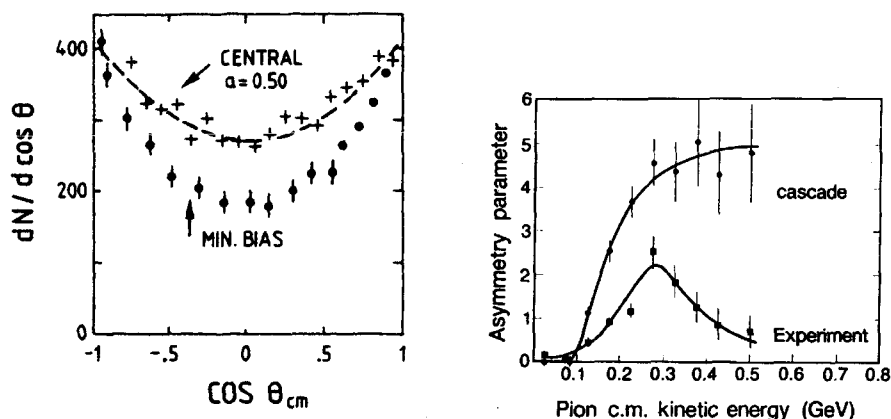 400
200
0
dN / d cos θ
CENTRAL
a = 0.50
MIN. BIAS
-1
-.5
0
.5
1
COS θcm
6
5
4
3
2
1
0
Asymmetry parameter
cascade
Experiment
0.1
0.2
0.3
0.4
0.5
0.6
0.7
0.8
Pion c.m. kinetic energy (GeV)